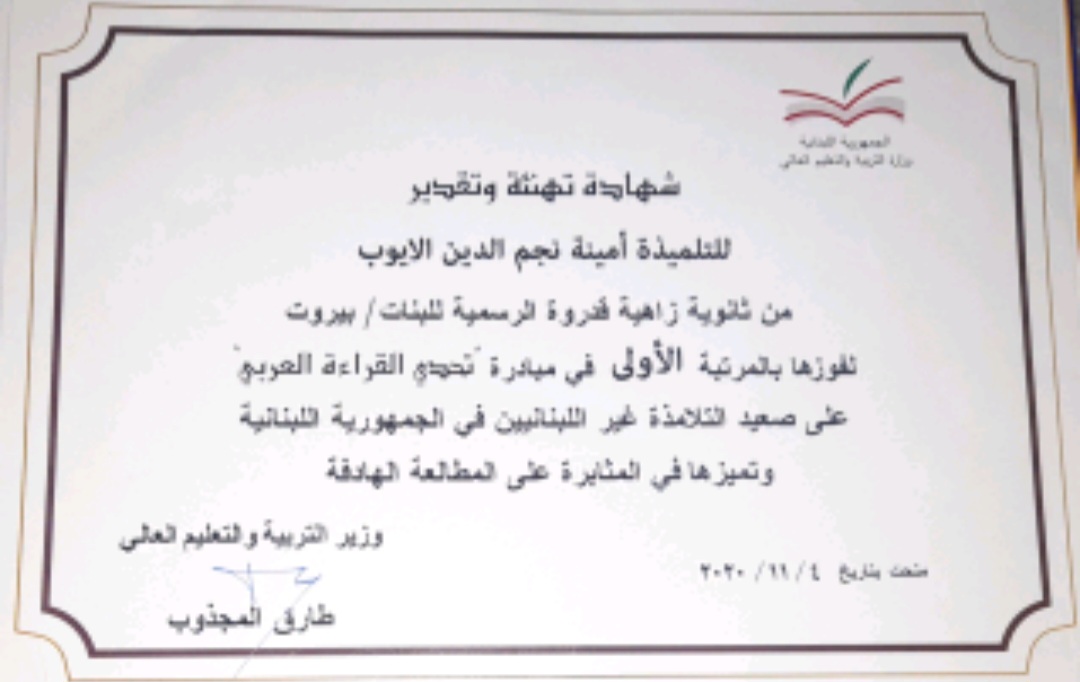 الجمهورية اللبنانية
وزارة التربية والتعليم العالي
شهادة تهنئة وتقدير
للتلميذة أمينة نجم الدين الايوب
من ثانوية زاهية قدروة الرسمية للبنات/ بيروت
لفوزها بالمرتبة الأولى في مبادرة "تحدي القراءة العربي"
على صعيد التلامذة غير اللبنانيين في الجمهورية اللبنانية
وتميزها في المثابرة على المطالعة الهادفة
وزير التربية والتعليم العالي
منحت بتاريخ ٤ /١١ /٢٠٢٠
طارق المجذوب